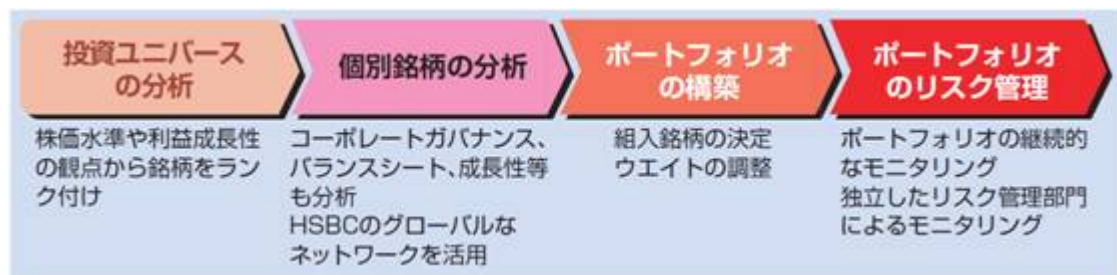 投資ユニバース
の分析
株価水準や利益成長性
の観点から銘柄をラン
ク付け
個別銘柄の分析
コーポレートガバナンス、
バランスシート、成長性等
も分析
HSBCのグローバルな
ネットワークを活用
ポートフォリオ
の構築
組入銘柄の決定
ウエイトの調整
ポートフォリオ
のリスク管理
ポートフォリオの継続的
なモニタリング
独立したリスク管理部門
によるモニタリング